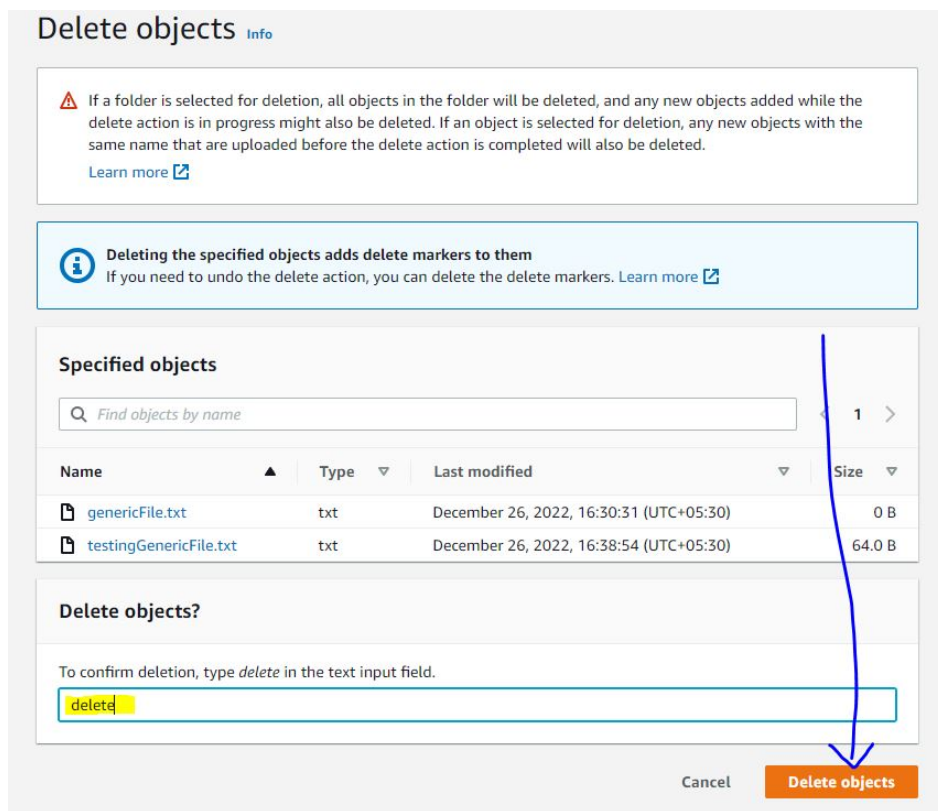 Delete objects Info
If a folder is selected for deletion, all objects in the folder will be deleted, and any new objects added while the
delete action is in progress might also be deleted. If an object is selected for deletion, any new objects with the
same name that are uploaded before the delete action is completed will also be deleted.
Learn more
Deleting the specified objects adds delete markers to them
If you need to undo the delete action, you can delete the delete markers. Learn more
Specified objects
Find objects by name
1
Name Type Last modified Size
genericFile.txt txt December 26, 2022, 16:30:31 (UTC+05:30) 0 B
testingGenericFile.txt txt December 26, 2022, 16:38:54 (UTC+05:30) 64.0 B
Delete objects?
To confirm deletion, type delete in the text input field.
delete
Cancel Delete objects